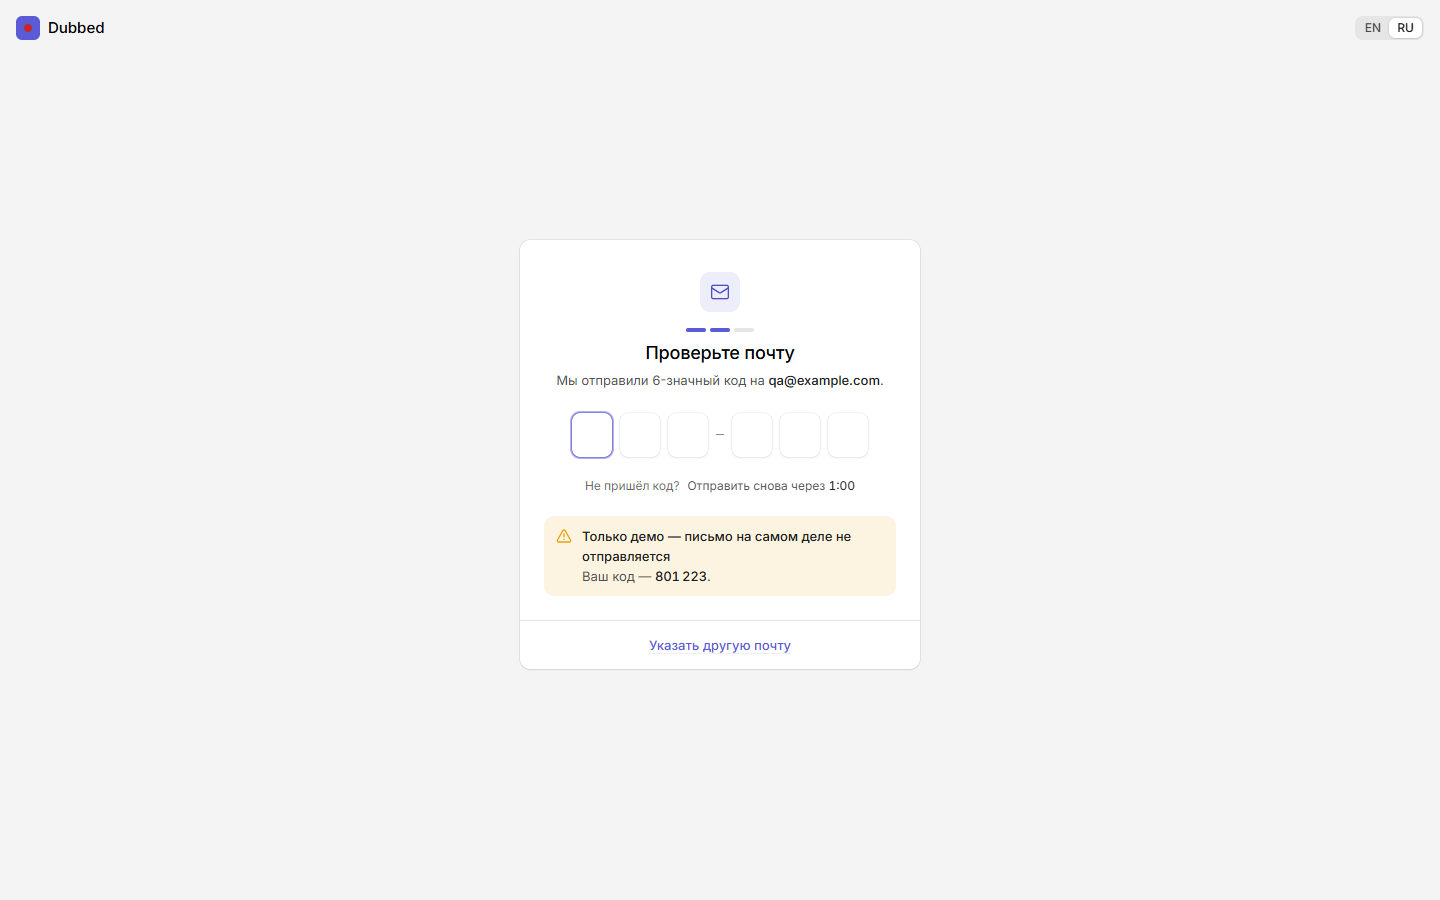 Dubbed
EN RU
Проверьте почту
Мы отправили 6-значный код на qa@example.com.
–
Не пришёл код? Отправить снова через 1:00
Только демо — письмо на самом деле не
отправляется
Ваш код — 801 223.
Указать другую почту